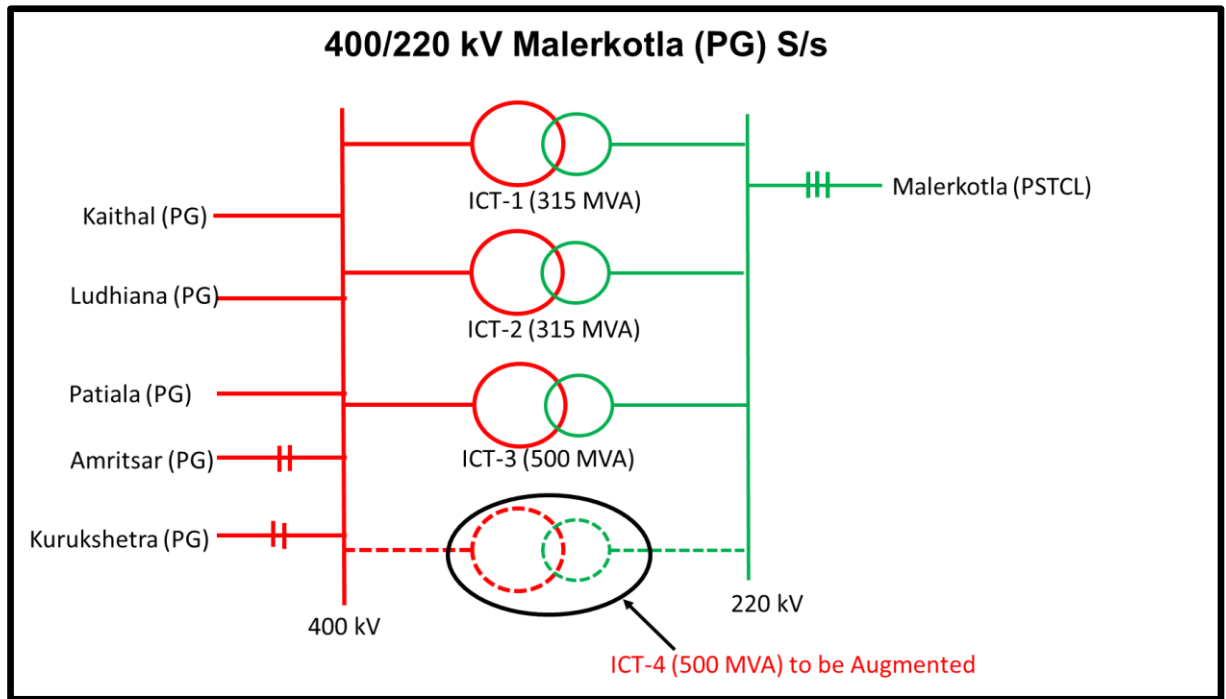 400/220 kV Malerkotla (PG) S/s
ICT-1 (315 MVA)
Malerkotla (PSTCL)
Kaithal (PG)
Ludhiana (PG)
ICT-2 (315 MVA)
Patiala (PG)
Amritsar (PG)
ICT-3 (500 MVA)
Kurukshetra (PG)
400 kV
220 kV
ICT-4 (500 MVA) to be Augmented